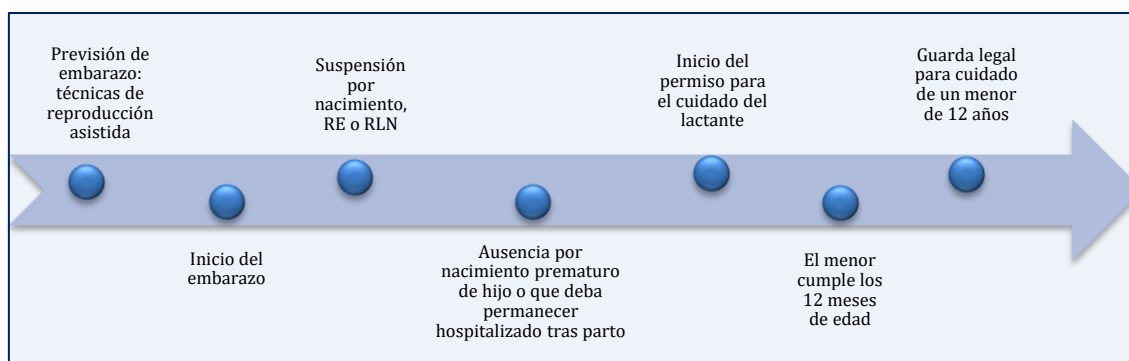 Previsión de
embarazo:
técnicas de
reproducción
asistida
Inicio del
embarazo
Suspensión por
nacimiento,
RE o RLN
Ausencia por
nacimiento prematuro
de hijo o que deba
permanecer
hospitalizado tras parto
Inicio del
permiso para
el cuidado del
lactante
El menor
cumple los
12 meses
de edad
Guarda legal
para cuidado
de un menor
de 12 años